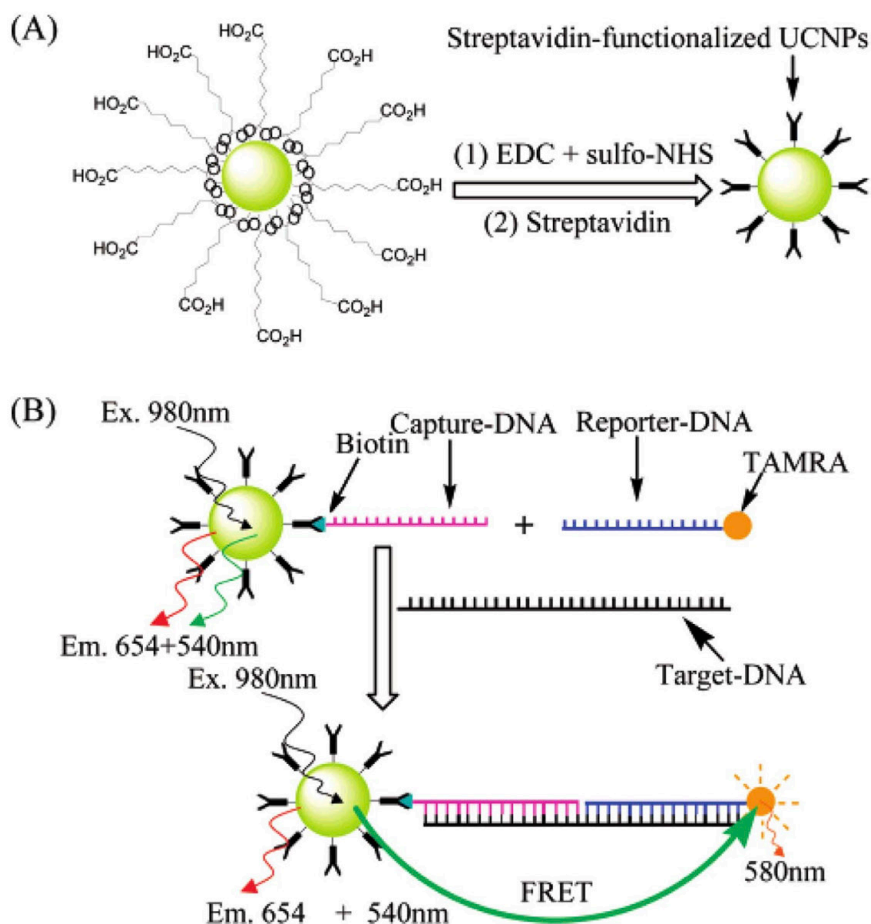 (A)
Streptavidin-functionalized UCNPs
HO₂C
HO₂C
CO₂H
HO₂C
CO₂H
HO₂C
CO₂H
HO₂C
CO₂H
CO₂H
CO₂H
CO₂H
(1) EDC + sulfo-NHS
(2) Streptavidin
(B)
Ex. 980nm
Biotin
Capture-DNA
Reporter-DNA
TAMRA
+
Em. 654+540nm
Target-DNA
Ex. 980nm
FRET
580nm
Em. 654 + 540nm